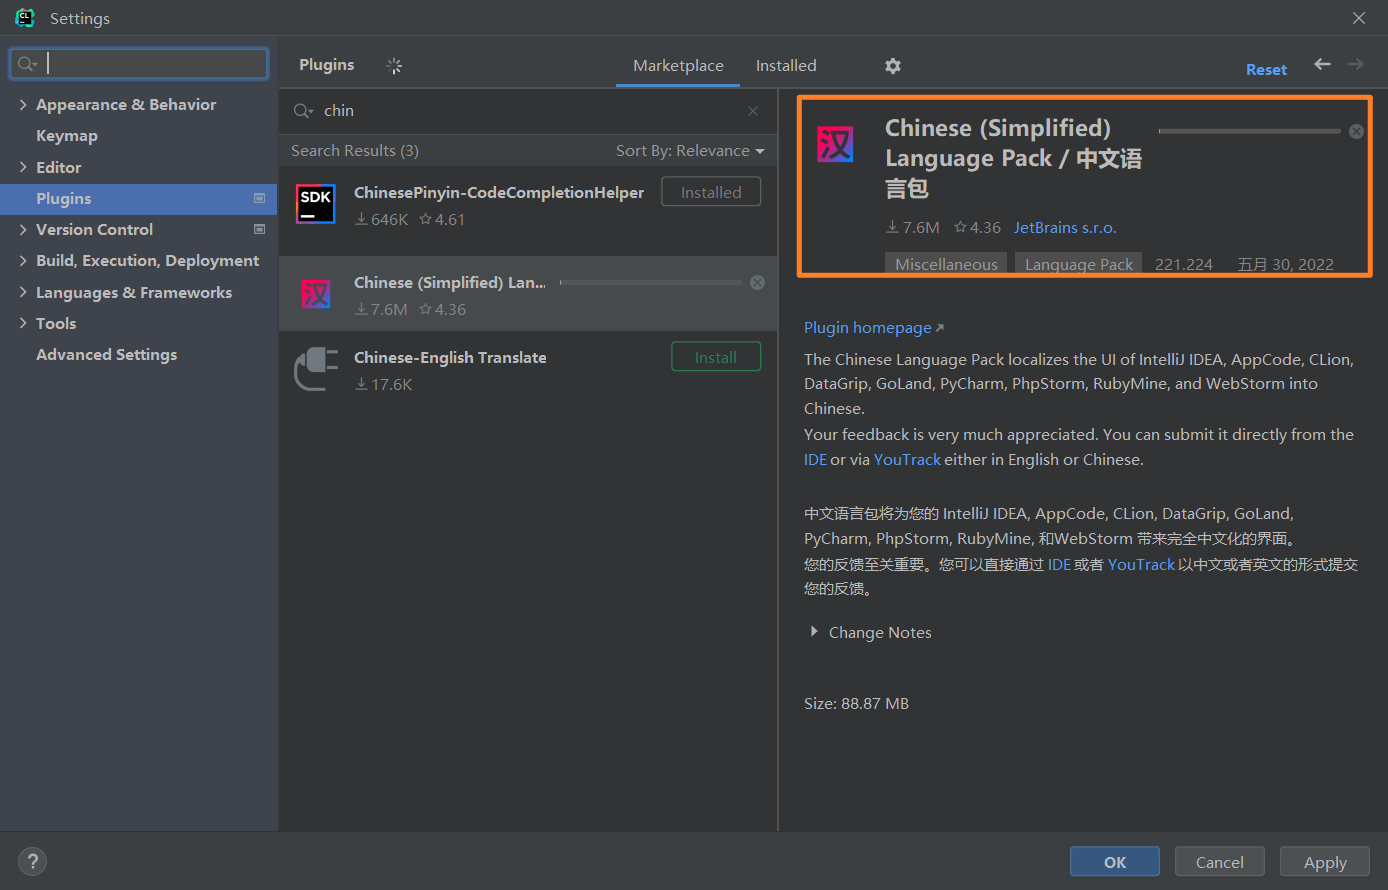 CL
Settings
Appearance & Behavior
Keymap
Editor
Plugins
Version Control
Build, Execution, Deployment
Languages & Frameworks
Tools
Advanced Settings
Plugins
Marketplace
Installed
Reset
chin
Search Results (3)
Sort By: Relevance
SDK
ChinesePinyin-CodeCompletionHelper
Installed
646K
4.61
汉
Chinese (Simplified) Lan...
7.6M
4.36
Chinese-English Translate
Install
17.6K
汉
Chinese (Simplified)
Language Pack / 中文语
言包
7.6M
4.36
JetBrains s.r.o.
Miscellaneous
Language Pack
221.224
五月 30, 2022
Plugin homepage
The Chinese Language Pack localizes the UI of IntelliJ IDEA, AppCode, CLion,
DataGrip, GoLand, PyCharm, PhpStorm, RubyMine, and WebStorm into
Chinese.
Your feedback is very much appreciated. You can submit it directly from the
IDE or via YouTrack either in English or Chinese.
中文语言包将为您的 IntelliJ IDEA, AppCode, CLion, DataGrip, GoLand,
PyCharm, PhpStorm, RubyMine, 和WebStorm 带来完全中文化的界面。
您的反馈至关重要。您可以直接通过 IDE 或者 YouTrack 以中文或者英文的形式提交
您的反馈。
Change Notes
Size: 88.87 MB
?
OK
Cancel
Apply